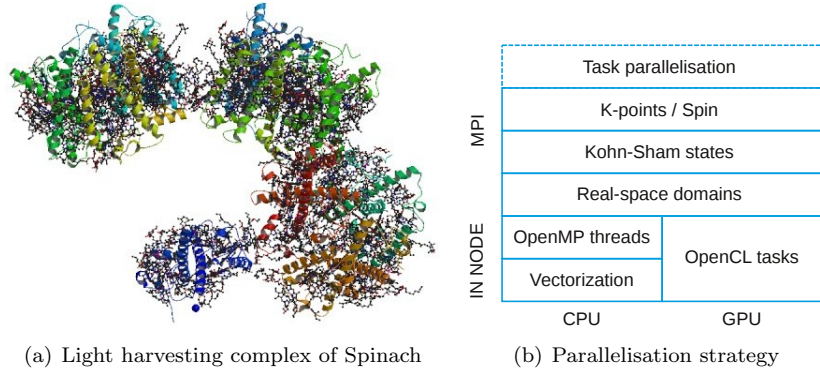 Task parallelisation
K-points / Spin
Kohn-Sham states
Real-space domains
OpenMP threads
Vectorization
OpenCL tasks
MPI
IN NODE
CPU
GPU
(a) Light harvesting complex of Spinach
(b) Parallelisation strategy